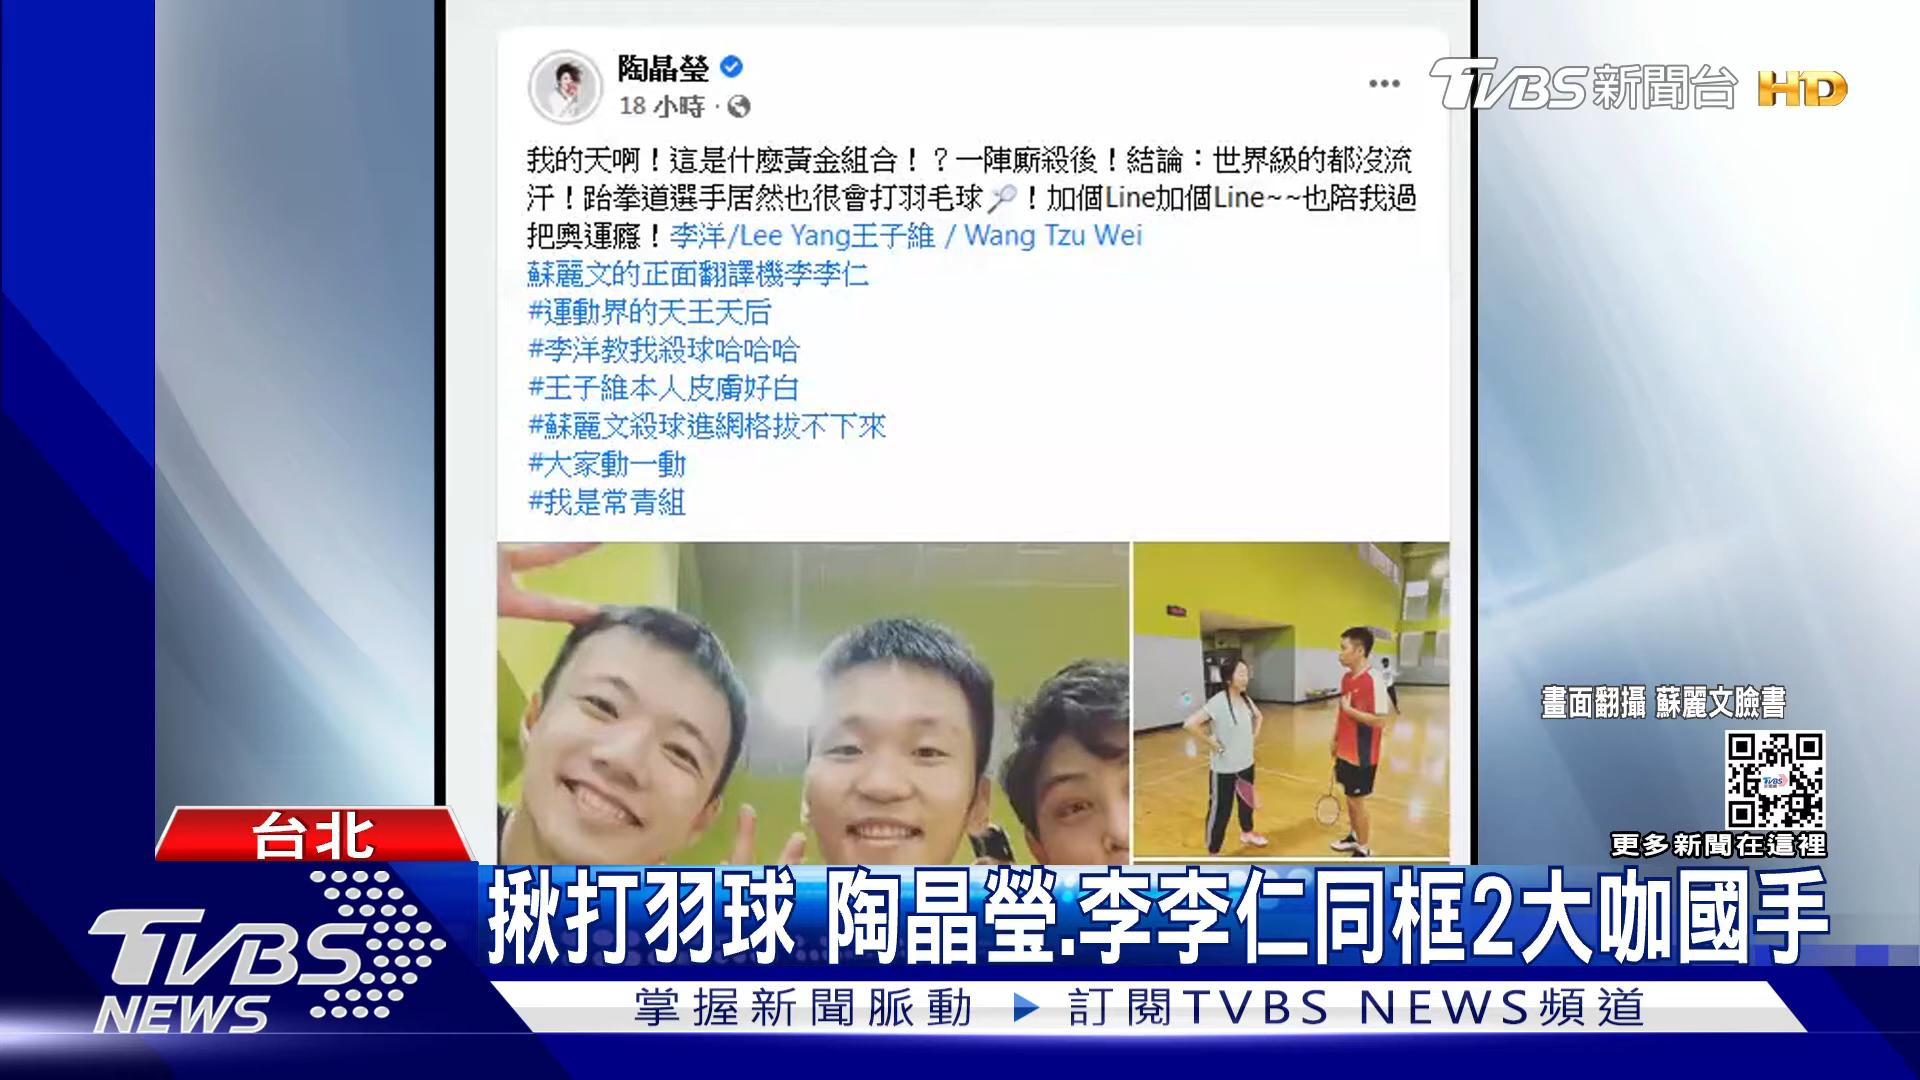 陶晶瑩
18 小時
TVBS新聞台 HD
我的天啊！這是什麼黃金組合！？一陣廝殺後！結論：世界級的都沒流
汗！跆拳道選手居然也很會打羽毛球🏸！加個Line加個Line~~也陪我過
把奧運癮！李洋/Lee Yang王子維 / Wang Tzu Wei
蘇麗文的正面翻譯機李李仁
#運動界的天王天后
#李洋教我殺球哈哈哈
#王子維本人皮膚好白
#蘇麗文殺球進網格拔不下來
#大家動一動
#我是常青組
畫面翻攝 蘇麗文臉書
TVBS
更多新聞在這裡
台北
揪打羽球 陶晶瑩.李李仁同框2大咖國手
TVBS
NEWS
掌握新聞脈動 ▶ 訂閱TVBS NEWS頻道